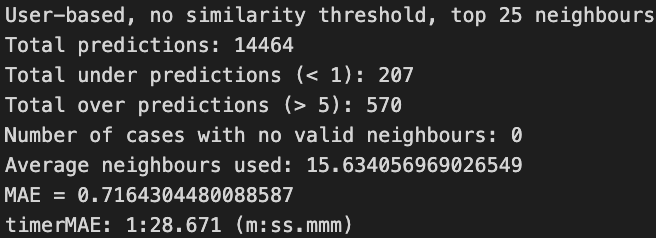 User-based, no similarity threshold, top 25 neighbours
Total predictions: 14464
Total under predictions (< 1): 207
Total over predictions (> 5): 570
Number of cases with no valid neighbours: 0
Average neighbours used: 15.634056969026549
MAE = 0.7164304480088587
timerMAE: 1:28.671 (m:ss.mmm)